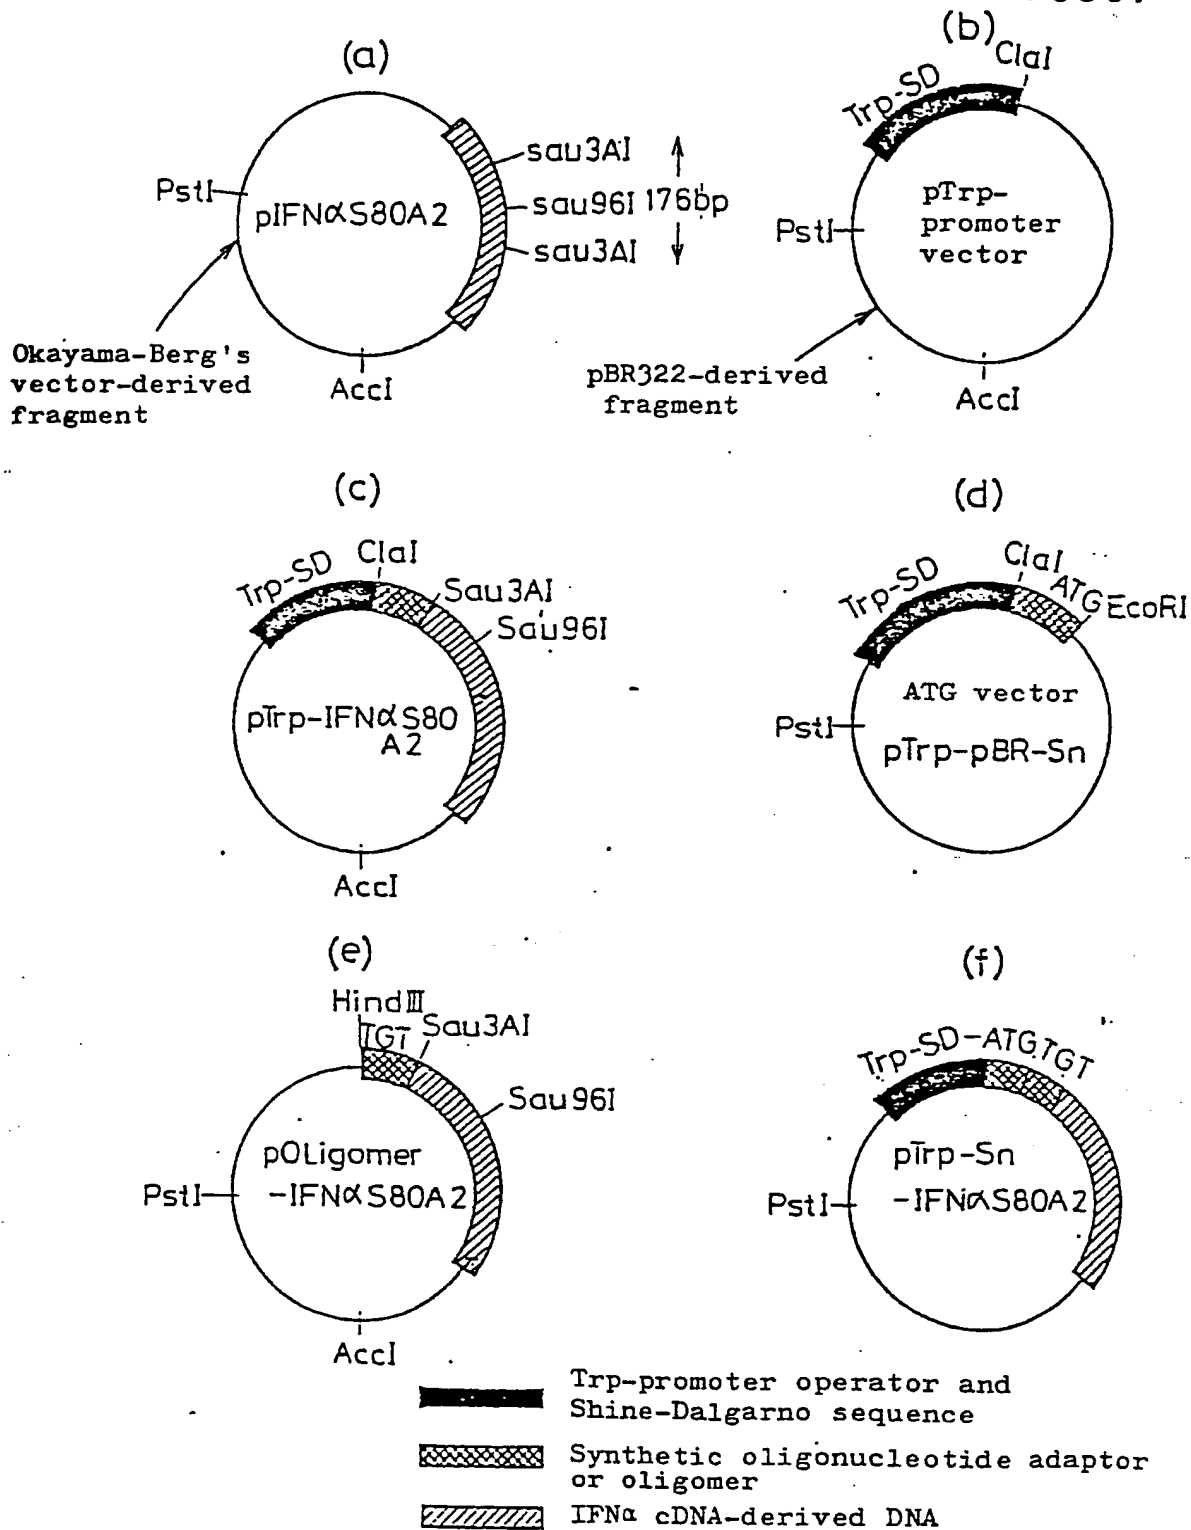 (a)
sau3AI
PstI
sau96I 176bp
pIFNαS80A2
sau3AI
Okayama-Berg's
vector-derived
fragment
AccI
(b)
ClaI
Trp-SD
pTrp-
promoter
vector
PstI
pBR322-derived
fragment
AccI
(c)
Trp-SD
ClaI
Sau3AI
Sau96I
pTrp-IFNαS80
A2
AccI
(d)
Trp-SD
ClaI
ATG
EcoRI
ATG vector
PstI
pTrp-pBR-Sn
(e)
HindⅢ
TGT
Sau3AI
Sau96I
pOLigomer
-IFNαS80A2
PstI
AccI
(f)
Trp-SD-ATGTGT
pTrp-Sn
-IFNαS80A2
PstI
Trp-promoter operator and
Shine-Dalgarno sequence
Synthetic oligonucleotide adaptor
or oligomer
IFNα cDNA-derived DNA